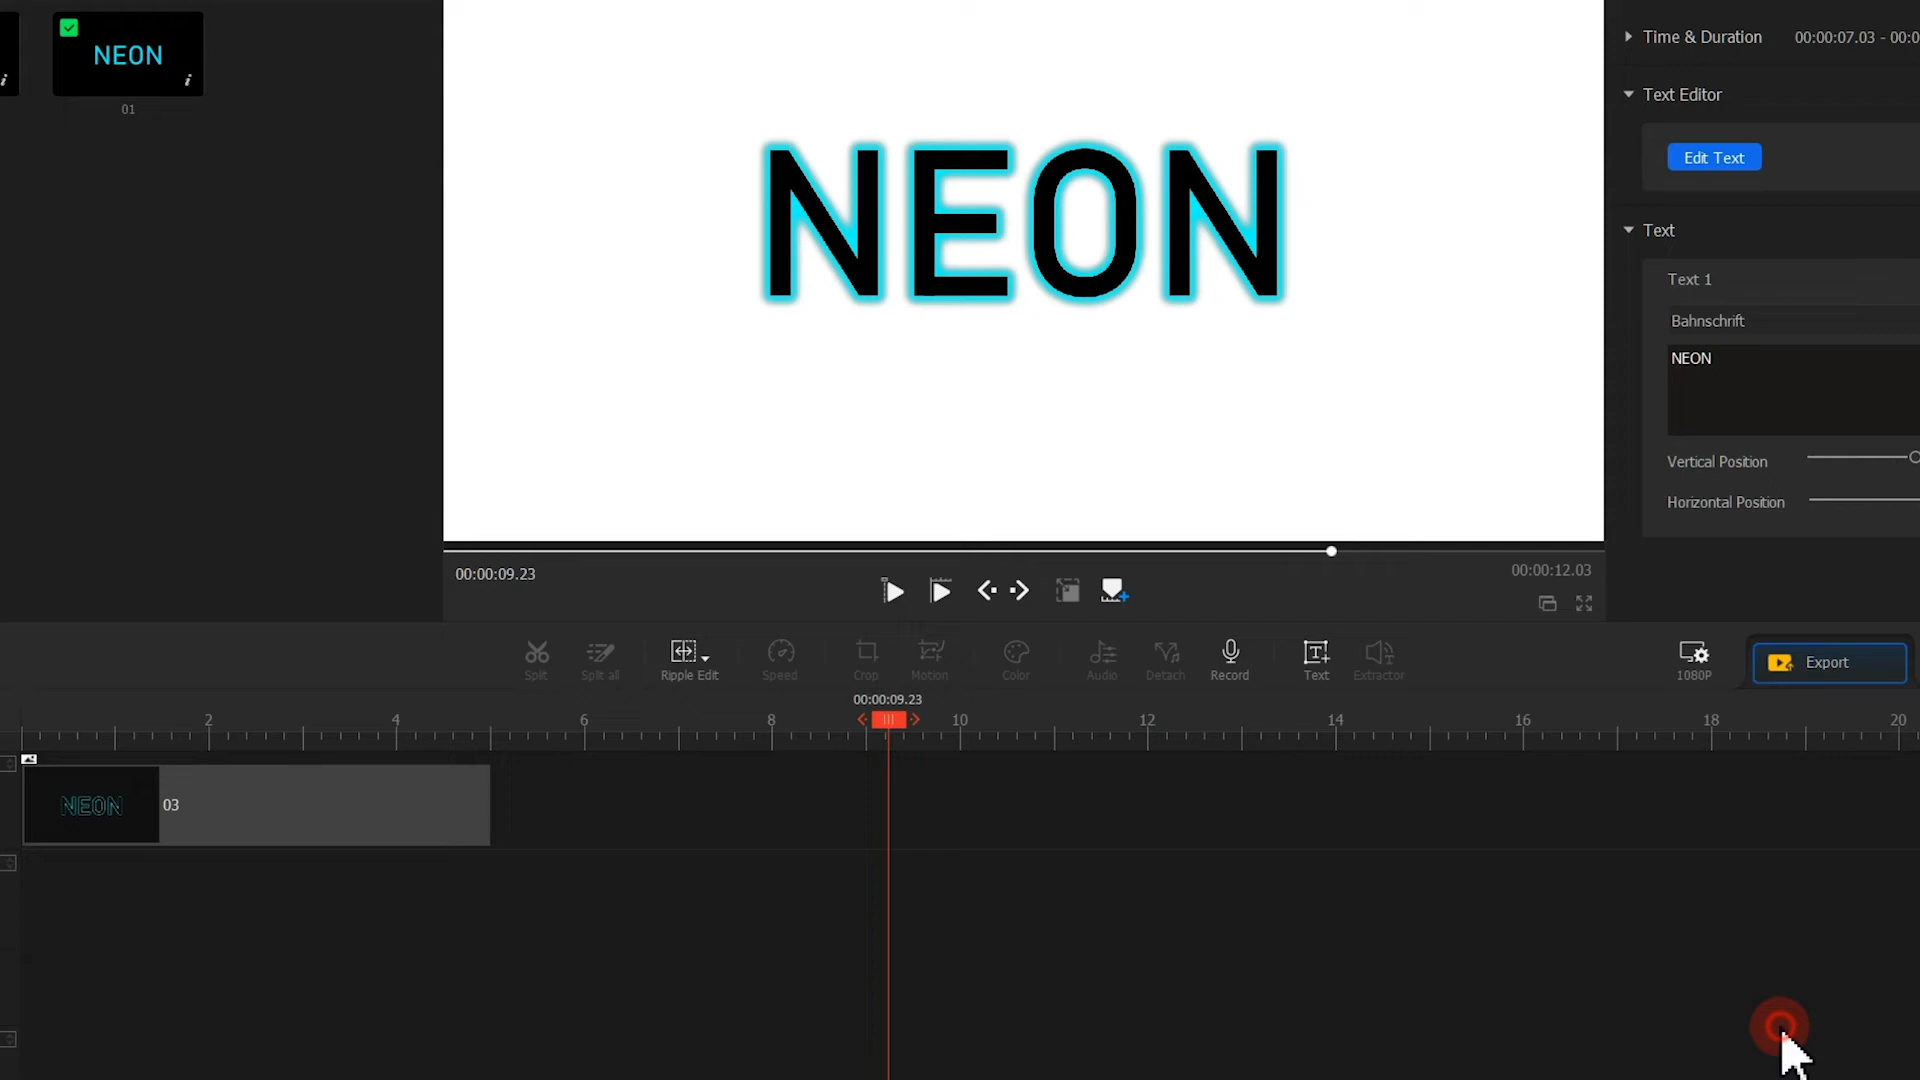 NEON
01
NEON
Time & Duration 00:00:07.03 - 00:0
Text Editor
Edit Text
Text
Text 1
Bahnschrift
NEON
Vertical Position
Horizontal Position
00:00:09.23
00:00:12.03
Split
Split all
Ripple Edit
Speed
Crop
Motion
Color
Audio
Detach
Record
Text
Extractor
1080P
Export
00:00:09.23
2 4 6 8 10 12 14 16 18 20
NEON 03